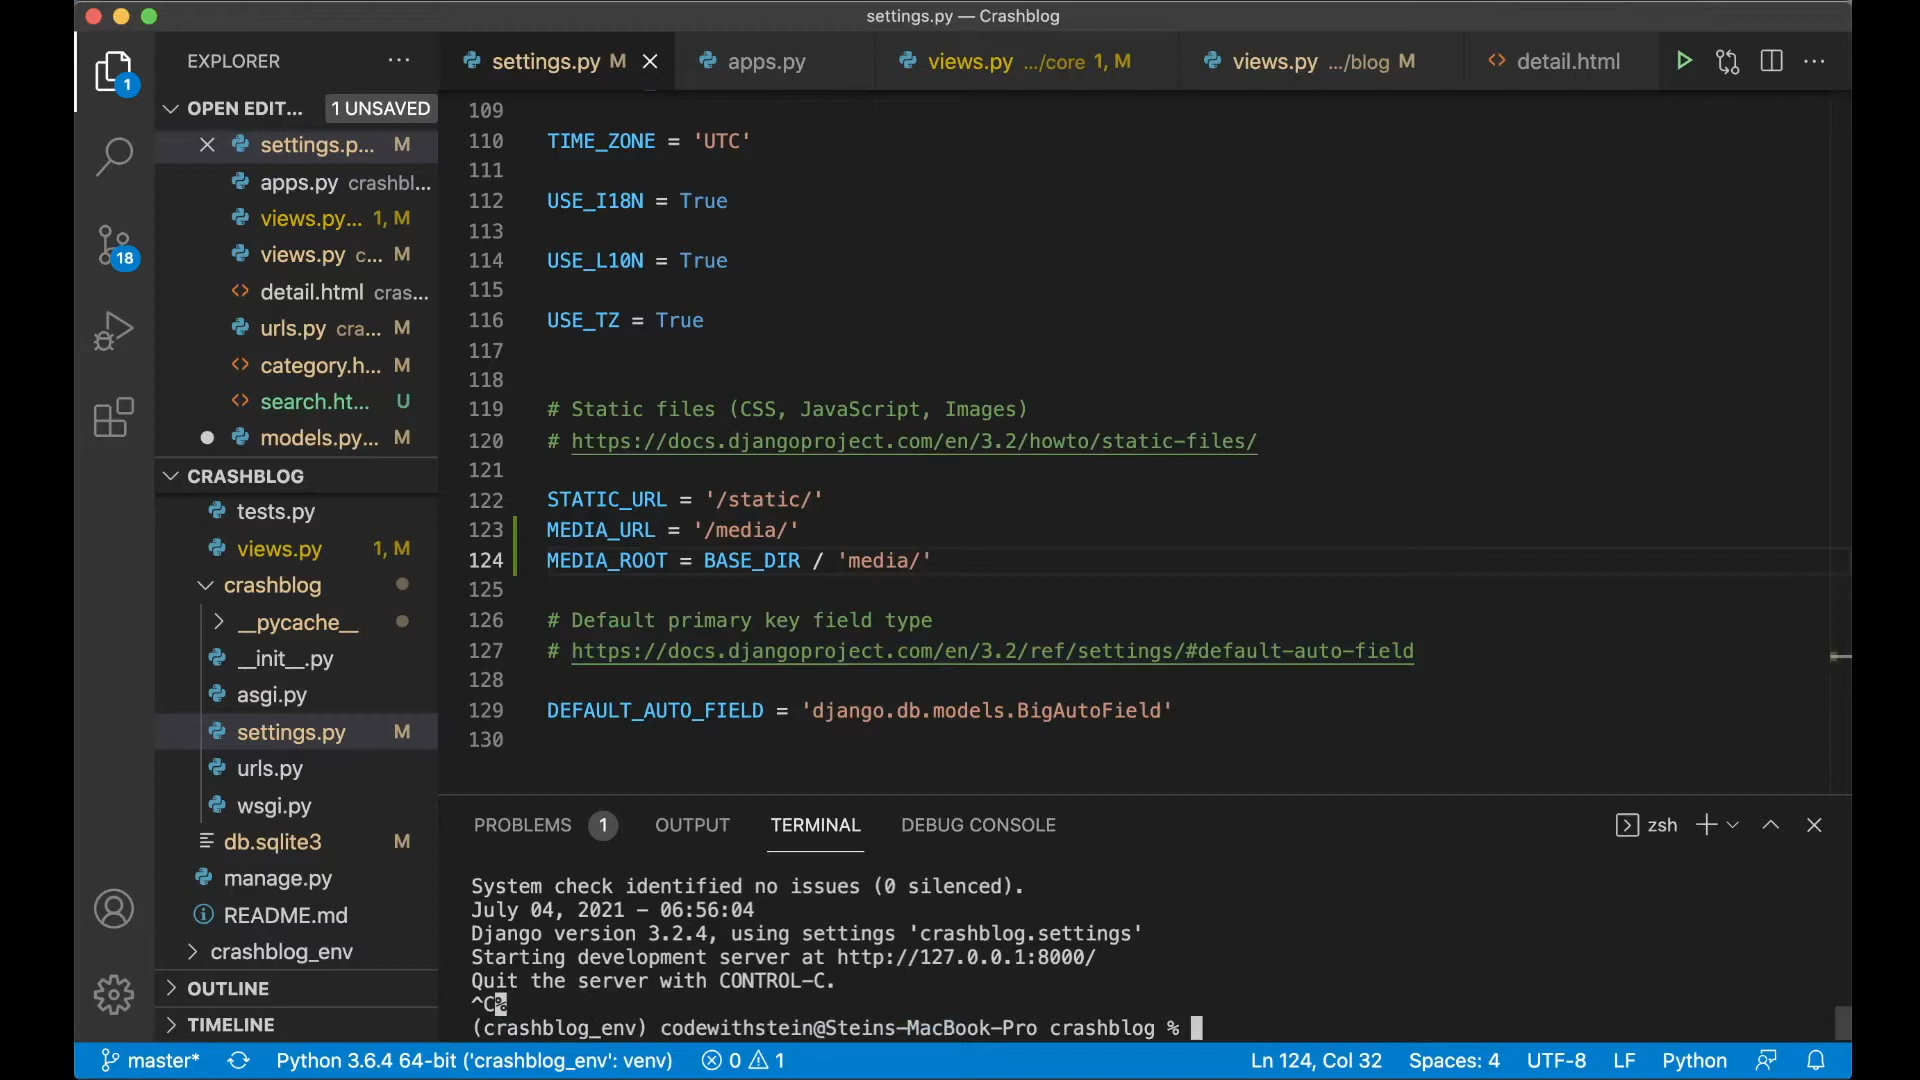 settings.py — Crashblog
EXPLORER
settings.py M
apps.py
views.py .../core 1, M
views.py .../blog M
detail.html
OPEN EDIT... 1 UNSAVED
settings.p... M
apps.py crashbl...
views.py... 1, M
views.py c... M
detail.html cras...
urls.py cra... M
category.h... M
search.ht... U
models.py... M
CRASHBLOG
tests.py
views.py 1, M
crashblog
__pycache__
__init__.py
asgi.py
settings.py M
urls.py
wsgi.py
db.sqlite3 M
manage.py
README.md
crashblog_env
OUTLINE
TIMELINE
1
18
109
110 TIME_ZONE = 'UTC'
111
112 USE_I18N = True
113
114 USE_L10N = True
115
116 USE_TZ = True
117
118
119 # Static files (CSS, JavaScript, Images)
120 # https://docs.djangoproject.com/en/3.2/howto/static-files/
121
122 STATIC_URL = '/static/'
123 MEDIA_URL = '/media/'
124 MEDIA_ROOT = BASE_DIR / 'media/'
125
126 # Default primary key field type
127 # https://docs.djangoproject.com/en/3.2/ref/settings/#default-auto-field
128
129 DEFAULT_AUTO_FIELD = 'django.db.models.BigAutoField'
130
PROBLEMS 1 OUTPUT TERMINAL DEBUG CONSOLE zsh
System check identified no issues (0 silenced).
July 04, 2021 - 06:56:04
Django version 3.2.4, using settings 'crashblog.settings'
Starting development server at http://127.0.0.1:8000/
Quit the server with CONTROL-C.
^C%
(crashblog_env) codewithstein@Steins-MacBook-Pro crashblog %
master* Python 3.6.4 64-bit ('crashblog_env': venv) 0 1 Ln 124, Col 32 Spaces: 4 UTF-8 LF Python